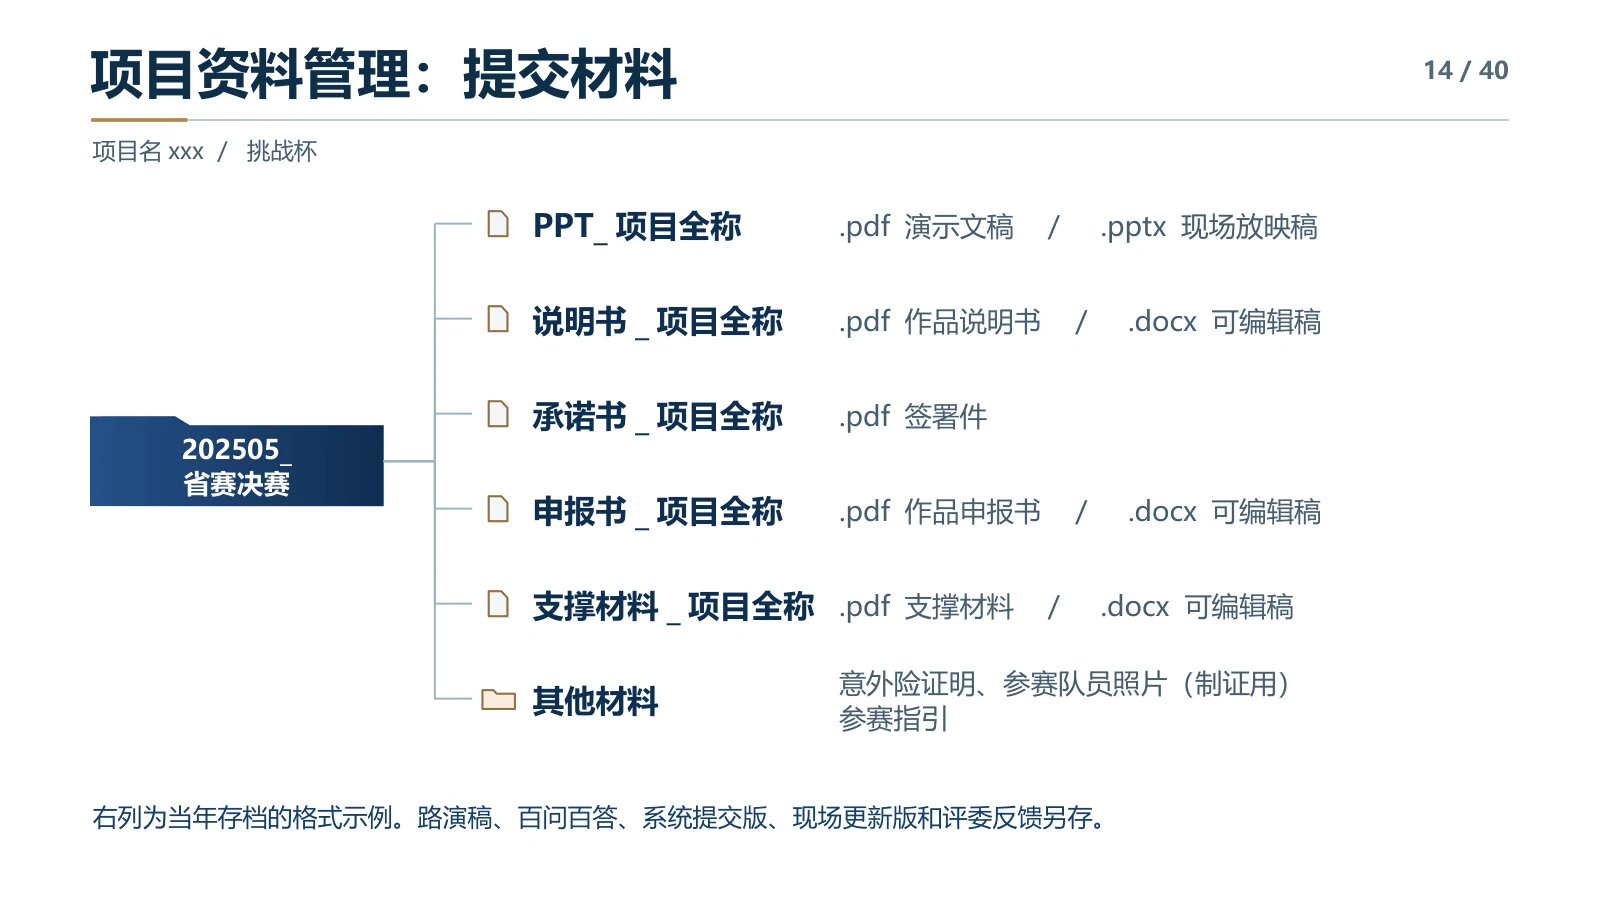 项目资料管理：提交材料
14 / 40
项目名 xxx / 挑战杯
PPT_ 项目全称 .pdf 演示文稿 / .pptx 现场放映稿
说明书 _ 项目全称 .pdf 作品说明书 / .docx 可编辑稿
承诺书 _ 项目全称 .pdf 签署件
202505_
省赛决赛
申报书 _ 项目全称 .pdf 作品申报书 / .docx 可编辑稿
支撑材料 _ 项目全称 .pdf 支撑材料 / .docx 可编辑稿
其他材料
意外险证明、参赛队员照片（制证用）
参赛指引
右列为当年存档的格式示例。路演稿、百问百答、系统提交版、现场更新版和评委反馈另存。